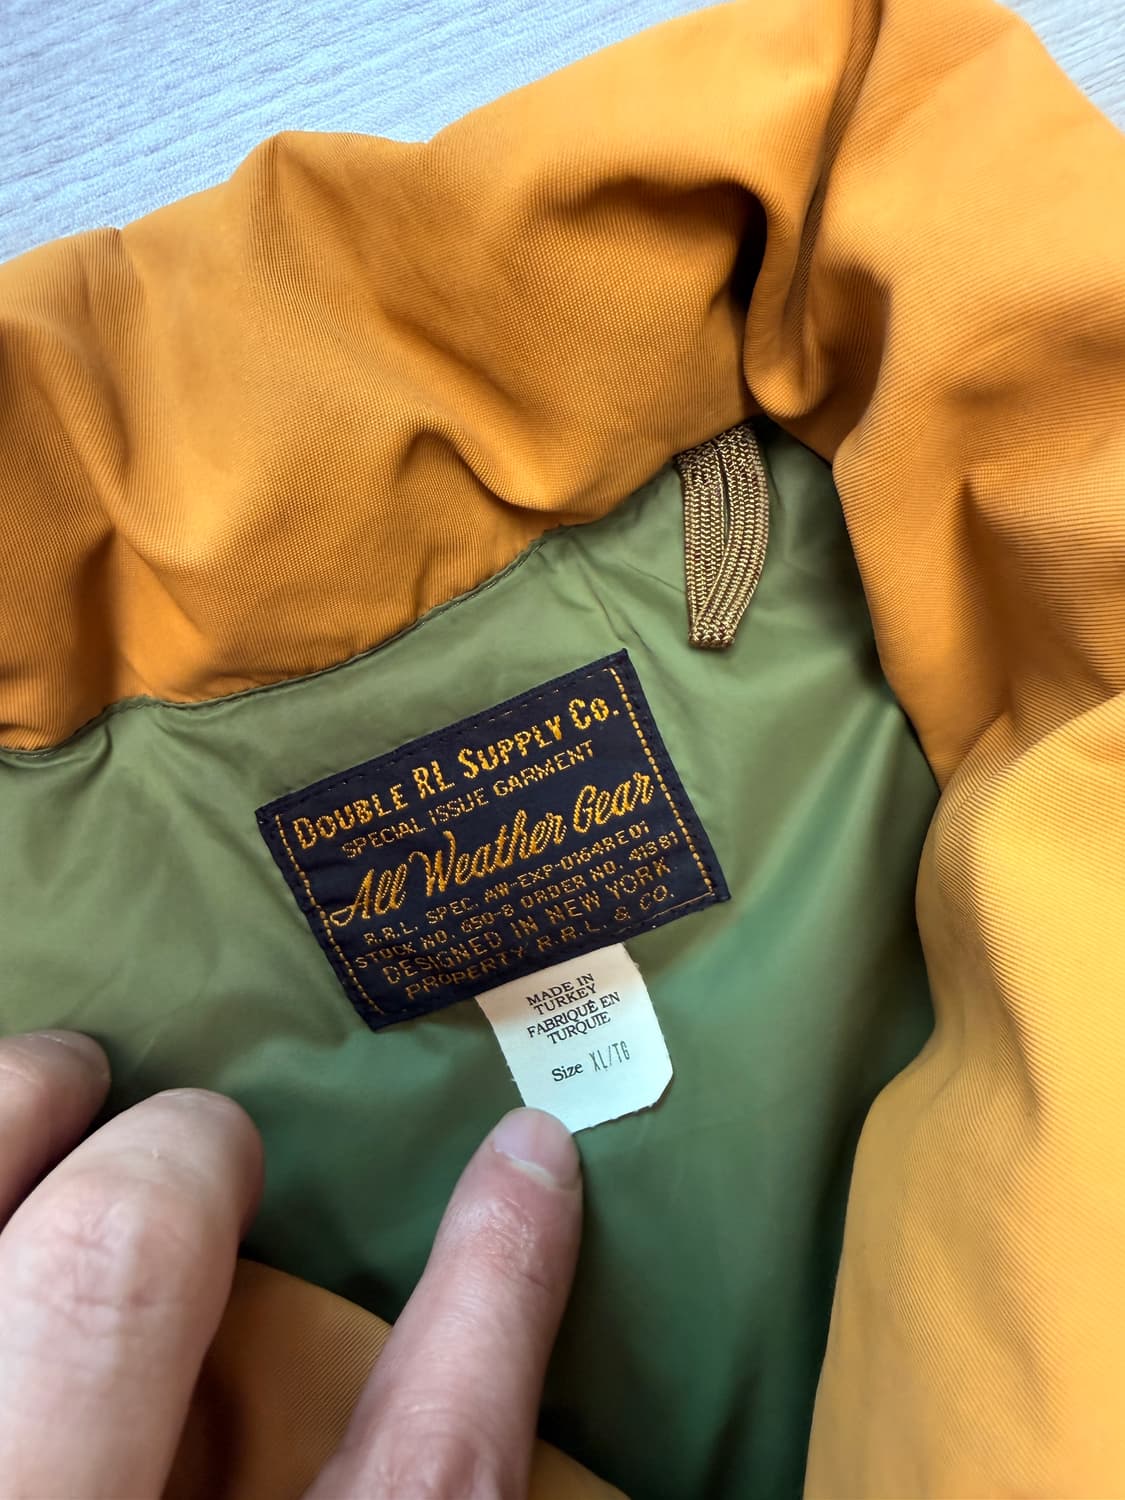 DOUBLE RL SUPPLY CO.
SPECIAL ISSUE GARMENT
All Weather Gear
R.R.L. SPEC. AW-EXP-0164RE01
STOCK NO. 650-8 ORDER NO. 41381
DESIGNED IN NEW YORK
PROPERTY R.R.L. & CO.
MADE IN
TURKEY
FABRIQUÉ EN
TURQUIE
Size XL/TG